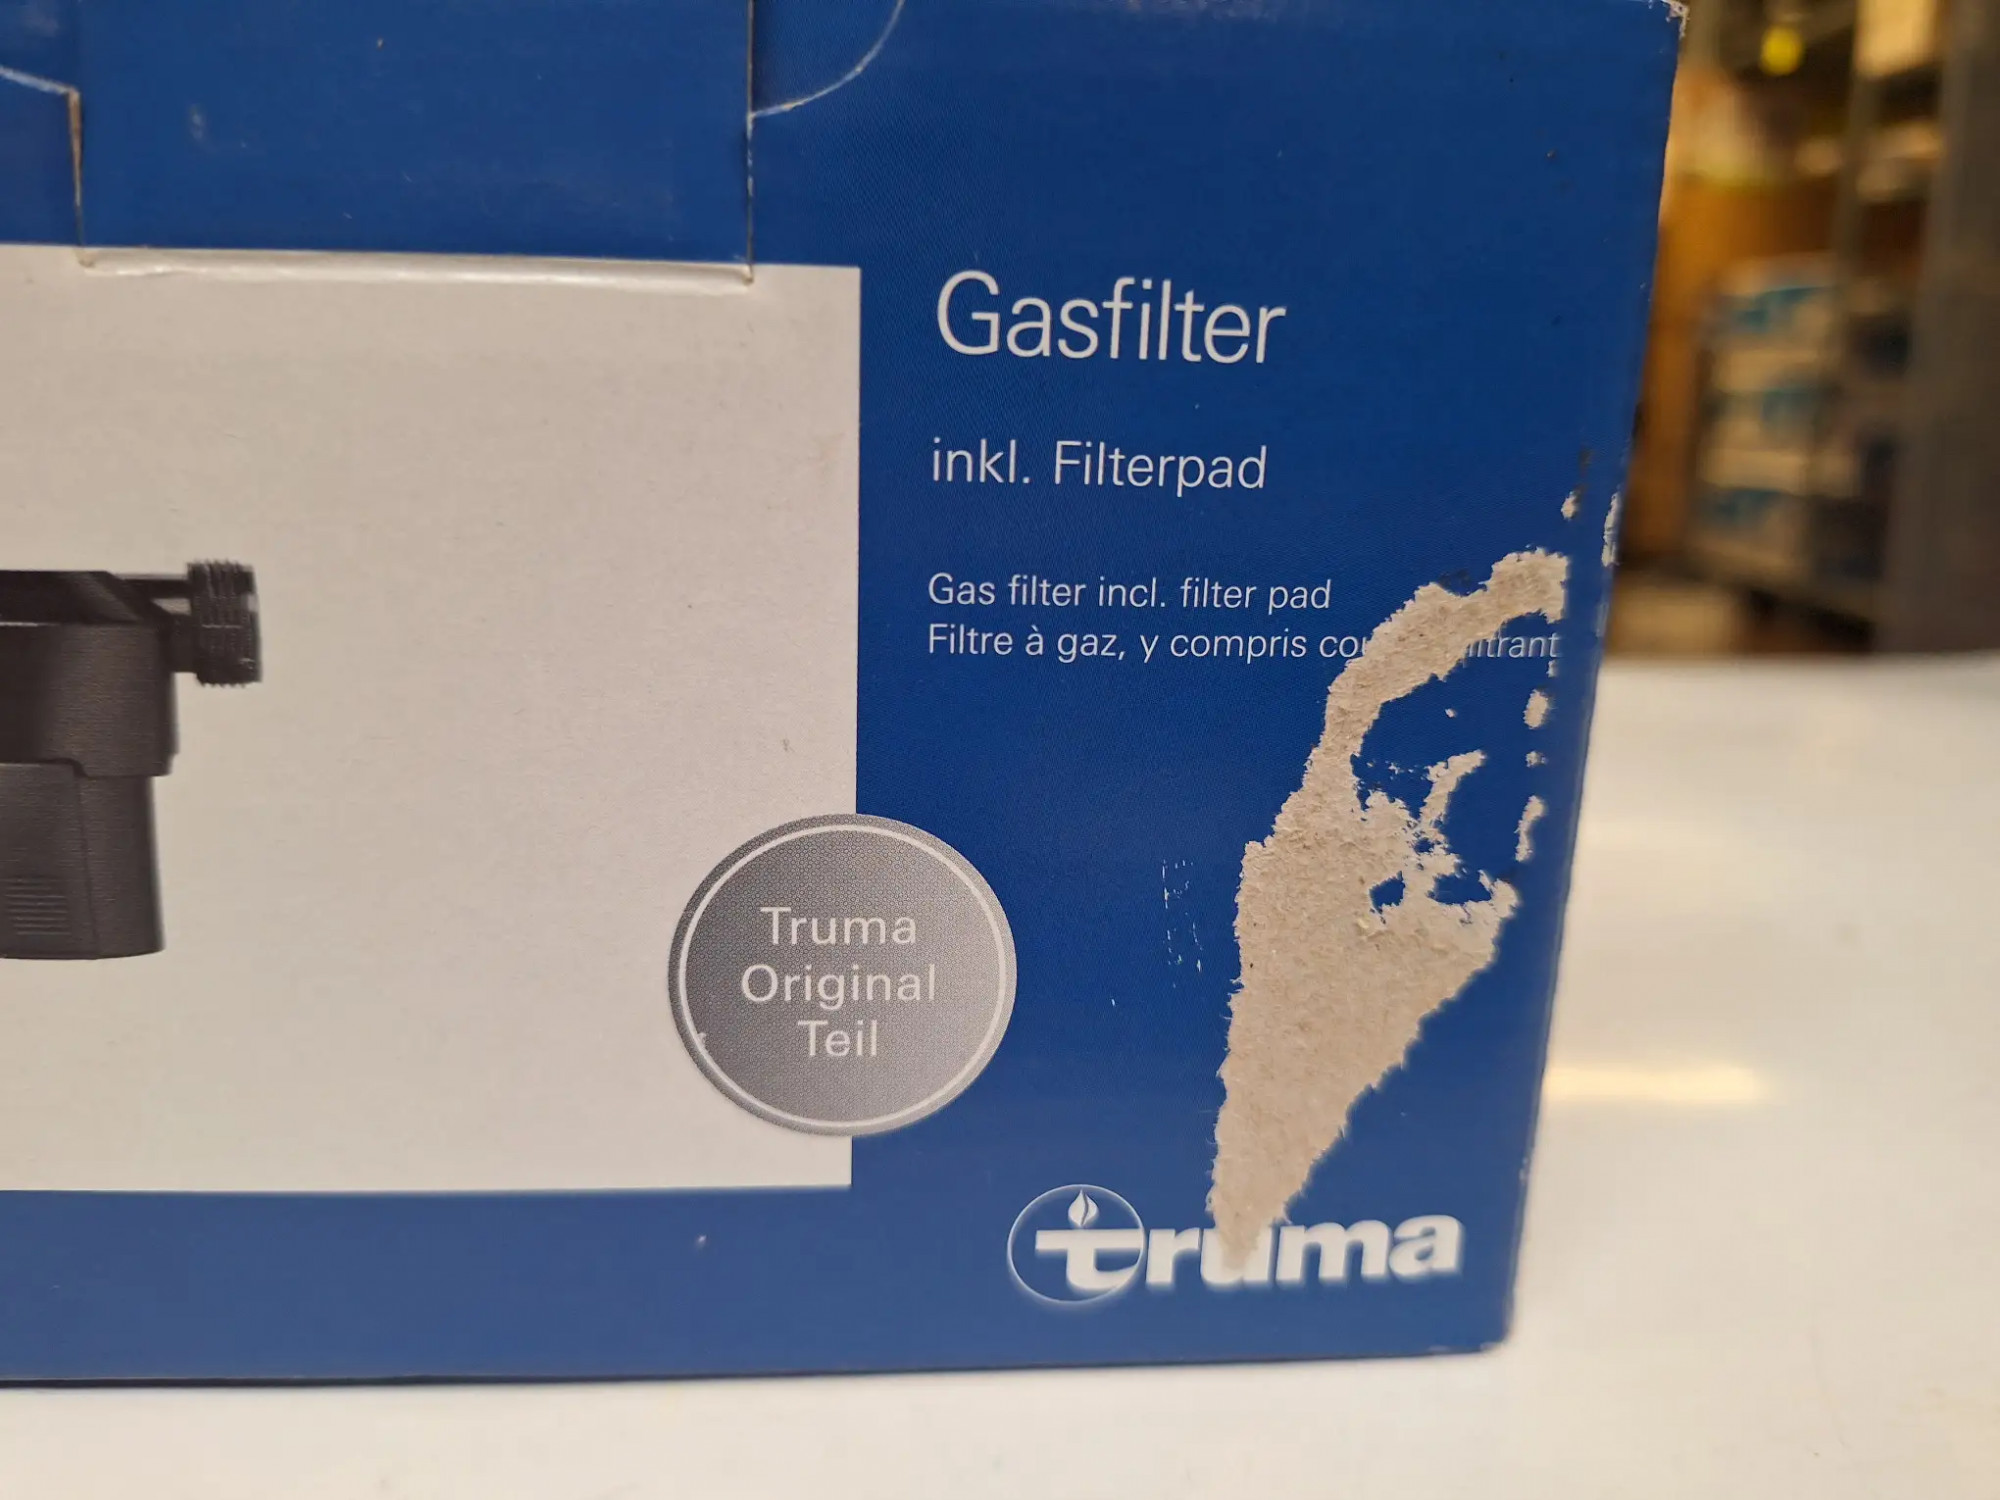 Gasfilter
inkl. Filterpad
Gas filter incl. filter pad
Filtre à gaz, y compris
Truma
Original
Teil
truma